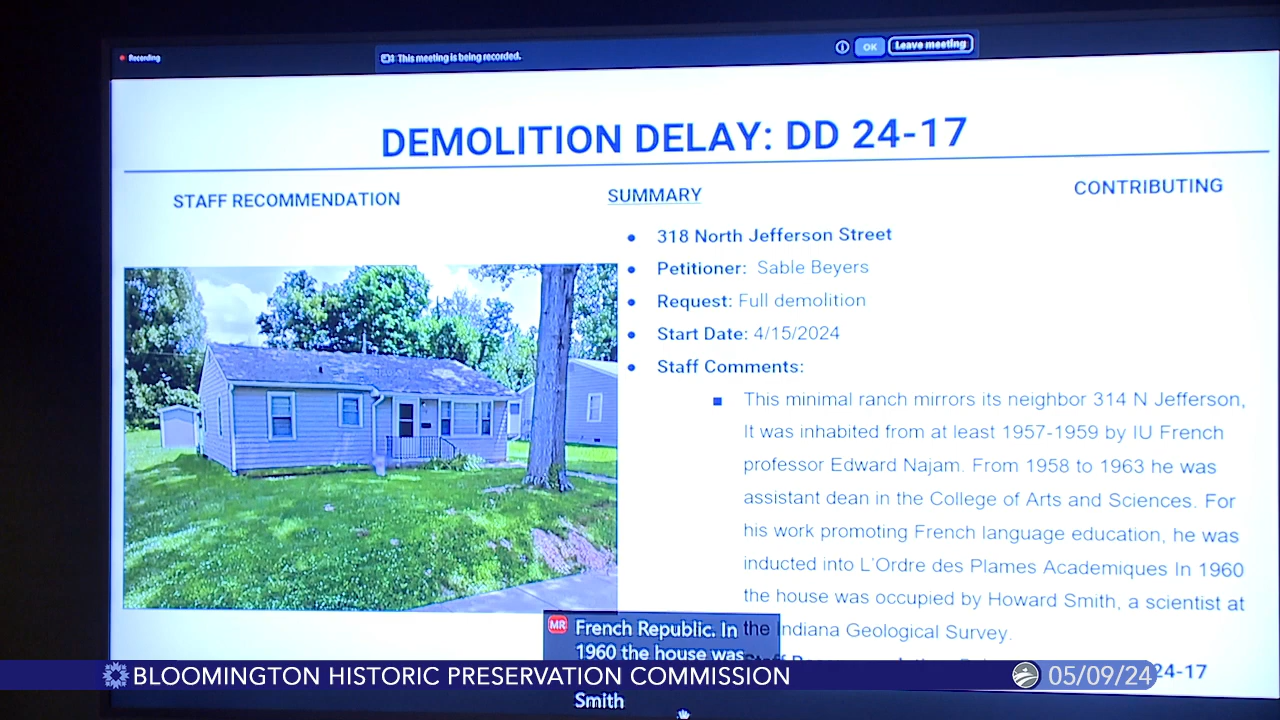 Recording
This meeting is being recorded.
OK
Leave meeting
DEMOLITION DELAY: DD 24-17
STAFF RECOMMENDATION
SUMMARY
CONTRIBUTING
318 North Jefferson Street
Petitioner: Sable Beyers
Request: Full demolition
Start Date: 4/15/2024
Staff Comments:
This minimal ranch mirrors its neighbor 314 N Jefferson,
It was inhabited from at least 1957-1959 by IU French
professor Edward Najam. From 1958 to 1963 he was
assistant dean in the College of Arts and Sciences. For
his work promoting French language education, he was
inducted into L'Ordre des Plames Academiques In 1960
the house was occupied by Howard Smith, a scientist at
the Indiana Geological Survey.
MR
French Republic. In
1960 the house was
Smith
24-17
BLOOMINGTON HISTORIC PRESERVATION COMMISSION
05/09/24